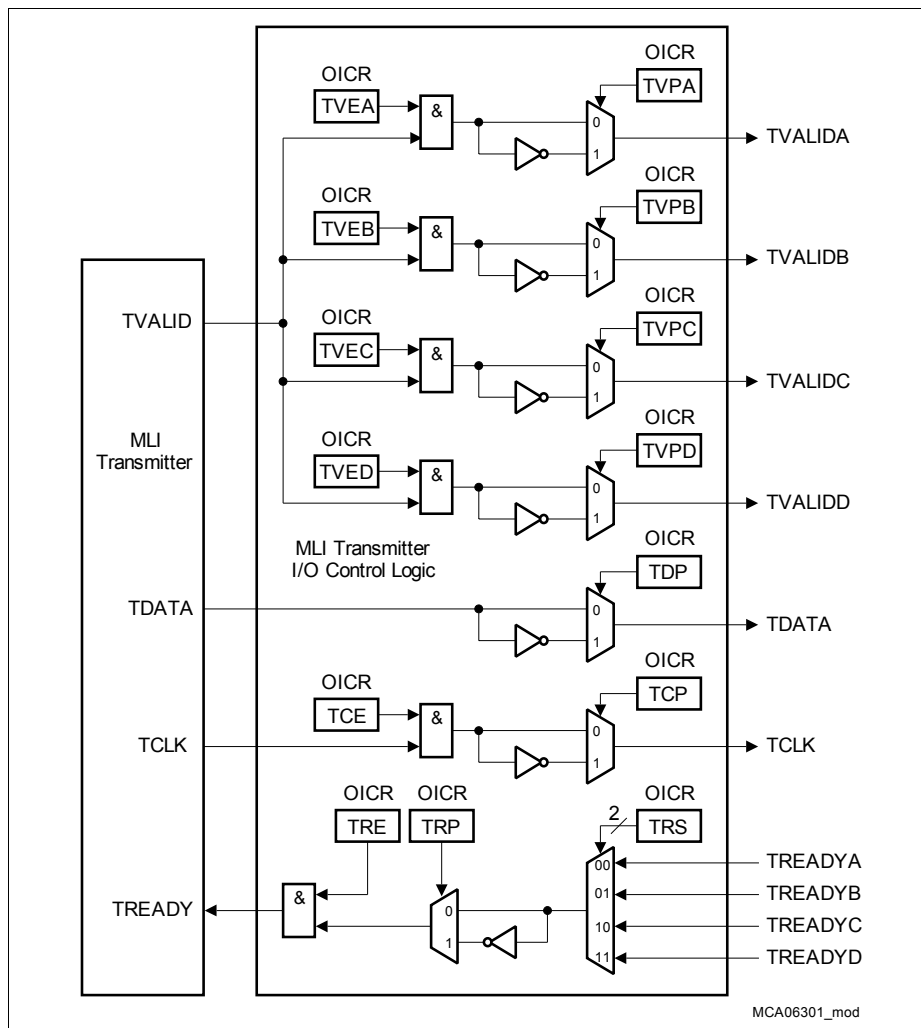 OICR
TVEA
&
OICR
TVPA
0
1
TVALIDA
OICR
TVEB
&
OICR
TVPB
0
1
TVALIDB
TVALID
OICR
TVEC
&
OICR
TVPC
0
1
TVALIDC
MLI
Transmitter
OICR
TVED
&
OICR
TVPD
0
1
TVALIDD
MLI Transmitter
I/O Control Logic
OICR
TDP
TDATA
0
1
TDATA
OICR
TCE
&
OICR
TCP
TCLK
0
1
TCLK
OICR
TRE
OICR
TRP
OICR
2
TRS
TREADY
&
0
1
00
01
10
11
TREADYA
TREADYB
TREADYC
TREADYD
MCA06301_mod